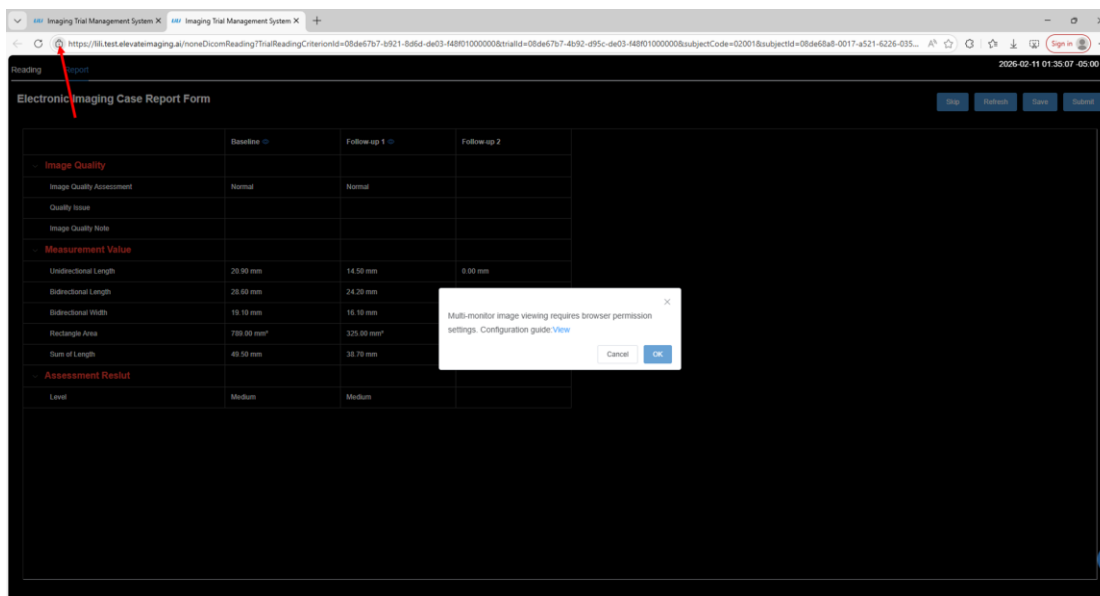 Imaging Trial Management System
Imaging Trial Management System
https://lili.test.elevateimaging.ai/noneDicomReading?TrialReadingCriterionId=08de67b7-b921-8d6d-de03-f48f01000000&trialId=08de67b7-4b92-d95c-de03-f48f01000000&subjectCode=02001&subjectId=08de68a8-0017-a521-6226-035...
Sign in
Reading Report
2026-02-11 01:35:07 -05:00
Electronic Imaging Case Report Form
Skip Refresh Save Submit
Baseline Follow-up 1 Follow-up 2
Image Quality
Image Quality Assessment Normal Normal
Quality Issue
Image Quality Note
Measurement Value
Unidirectional Length 20.90 mm 14.50 mm 0.00 mm
Bidirectional Length 28.60 mm 24.20 mm
Bidirectional Width 19.10 mm 16.10 mm
Rectangle Area 789.00 mm² 325.00 mm²
Sum of Length 49.50 mm 38.70 mm
Assessment Reslut
Level Medium Medium
Multi-monitor image viewing requires browser permission
settings. Configuration guide:View
Cancel OK